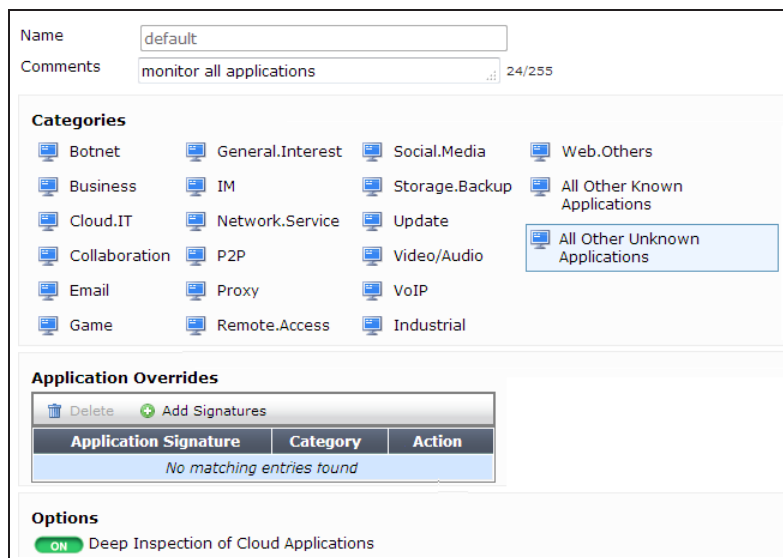 Name default
Comments monitor all applications 24/255
Categories
Botnet General.Interest Social.Media Web.Others
Business IM Storage.Backup All Other Known Applications
Cloud.IT Network.Service Update All Other Unknown Applications
Collaboration P2P Video/Audio
Email Proxy VoIP
Game Remote.Access Industrial
Application Overrides
Delete Add Signatures
Application Signature Category Action
No matching entries found
Options
ON Deep Inspection of Cloud Applications